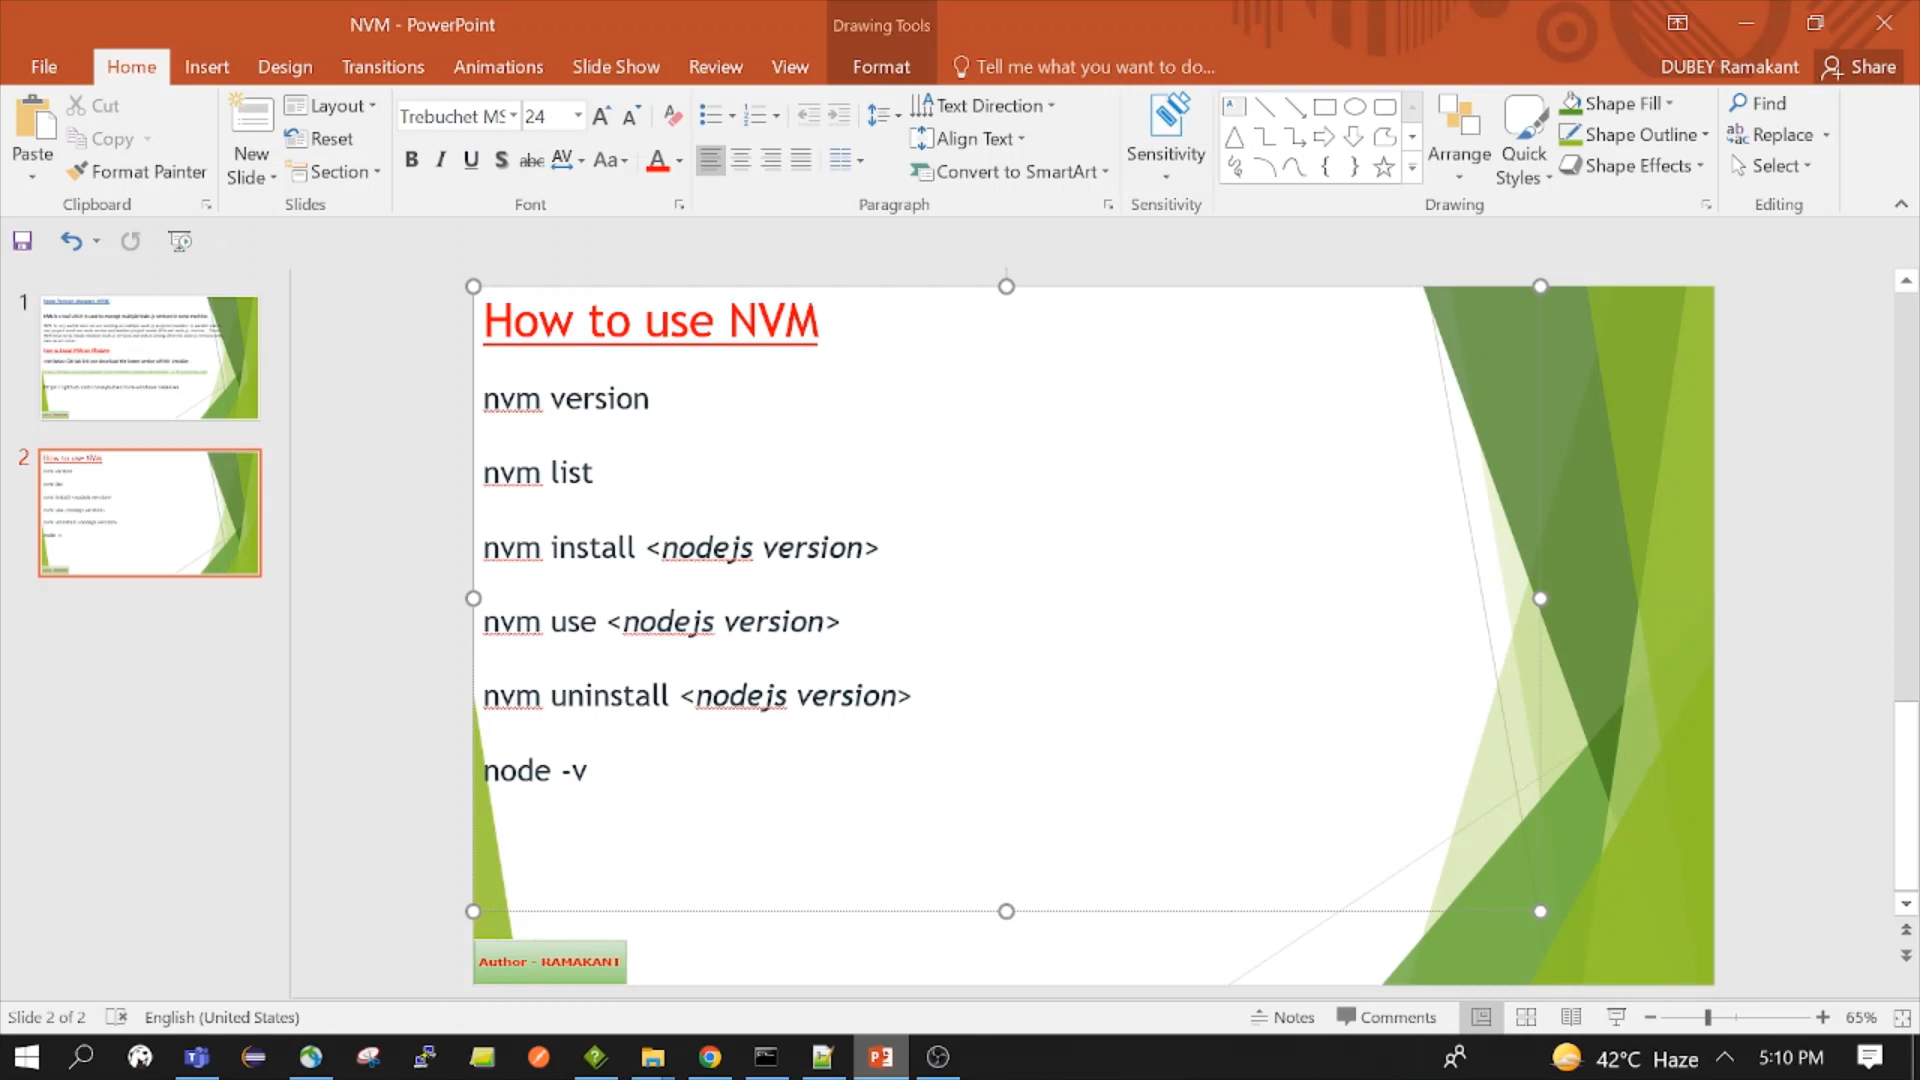 NVM - PowerPoint
Drawing Tools
File
Home
Insert
Design
Transitions
Animations
Slide Show
Review
View
Format
Tell me what you want to do...
DUBEY Ramakant
Share
Paste
Cut
Copy
Format Painter
Clipboard
New
Slide
Layout
Reset
Section
Slides
Trebuchet MS
24
Font
Text Direction
Align Text
Convert to SmartArt
Paragraph
Sensitivity
Sensitivity
Arrange
Quick
Styles
Shape Fill
Shape Outline
Shape Effects
Drawing
Find
Replace
Select
Editing
1
2
How to use NVM
nvm version
nvm list
nvm install <nodejs version>
nvm use <nodejs version>
nvm uninstall <nodejs version>
node -v
Author - RAMAKANT
Slide 2 of 2
English (United States)
Notes
Comments
65%
42°C Haze
5:10 PM